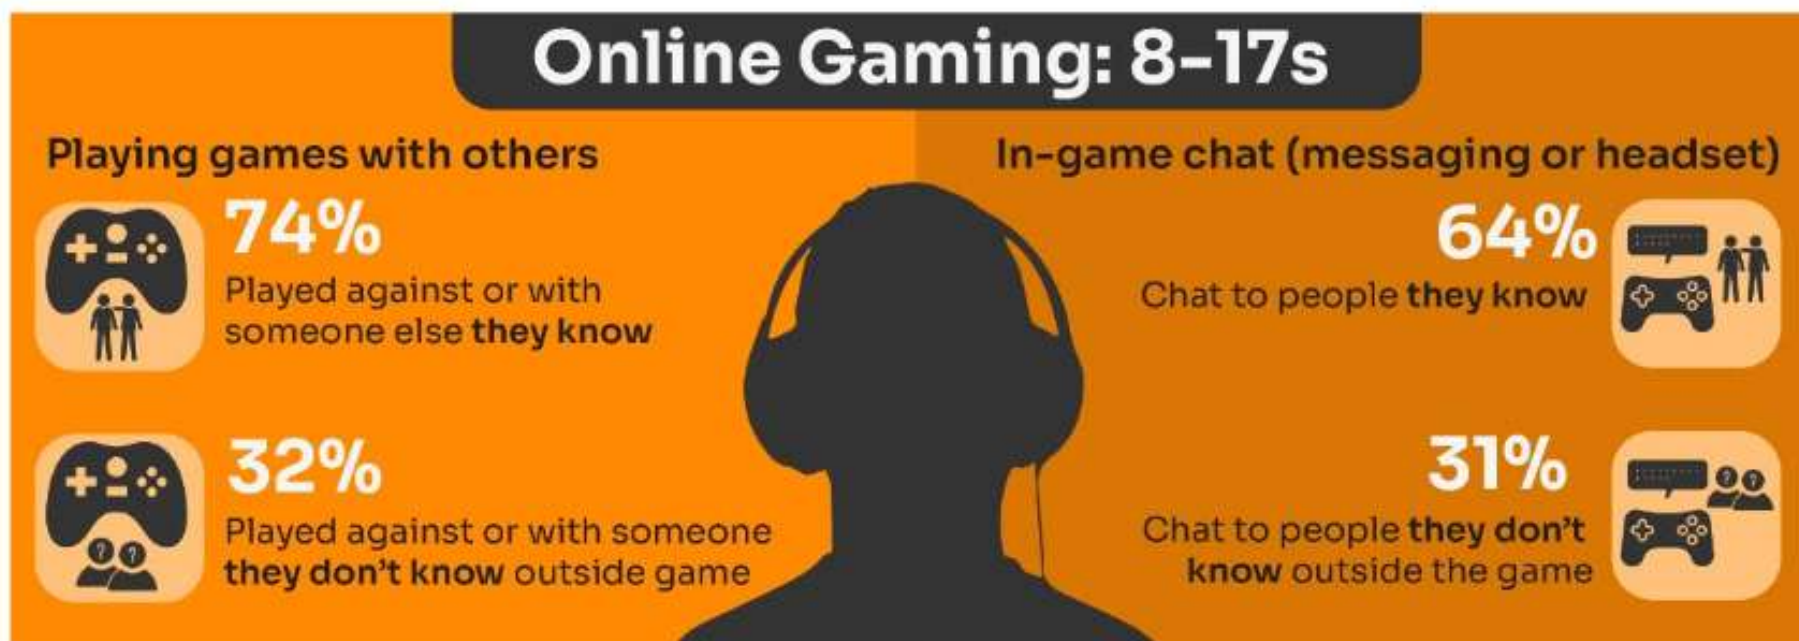 Online Gaming: 8-17s
Playing games with others
74%
Played against or with
someone else they know
32%
Played against or with someone
they don't know outside game
In-game chat (messaging or headset)
64%
Chat to people they know
31%
Chat to people they don't
know outside the game